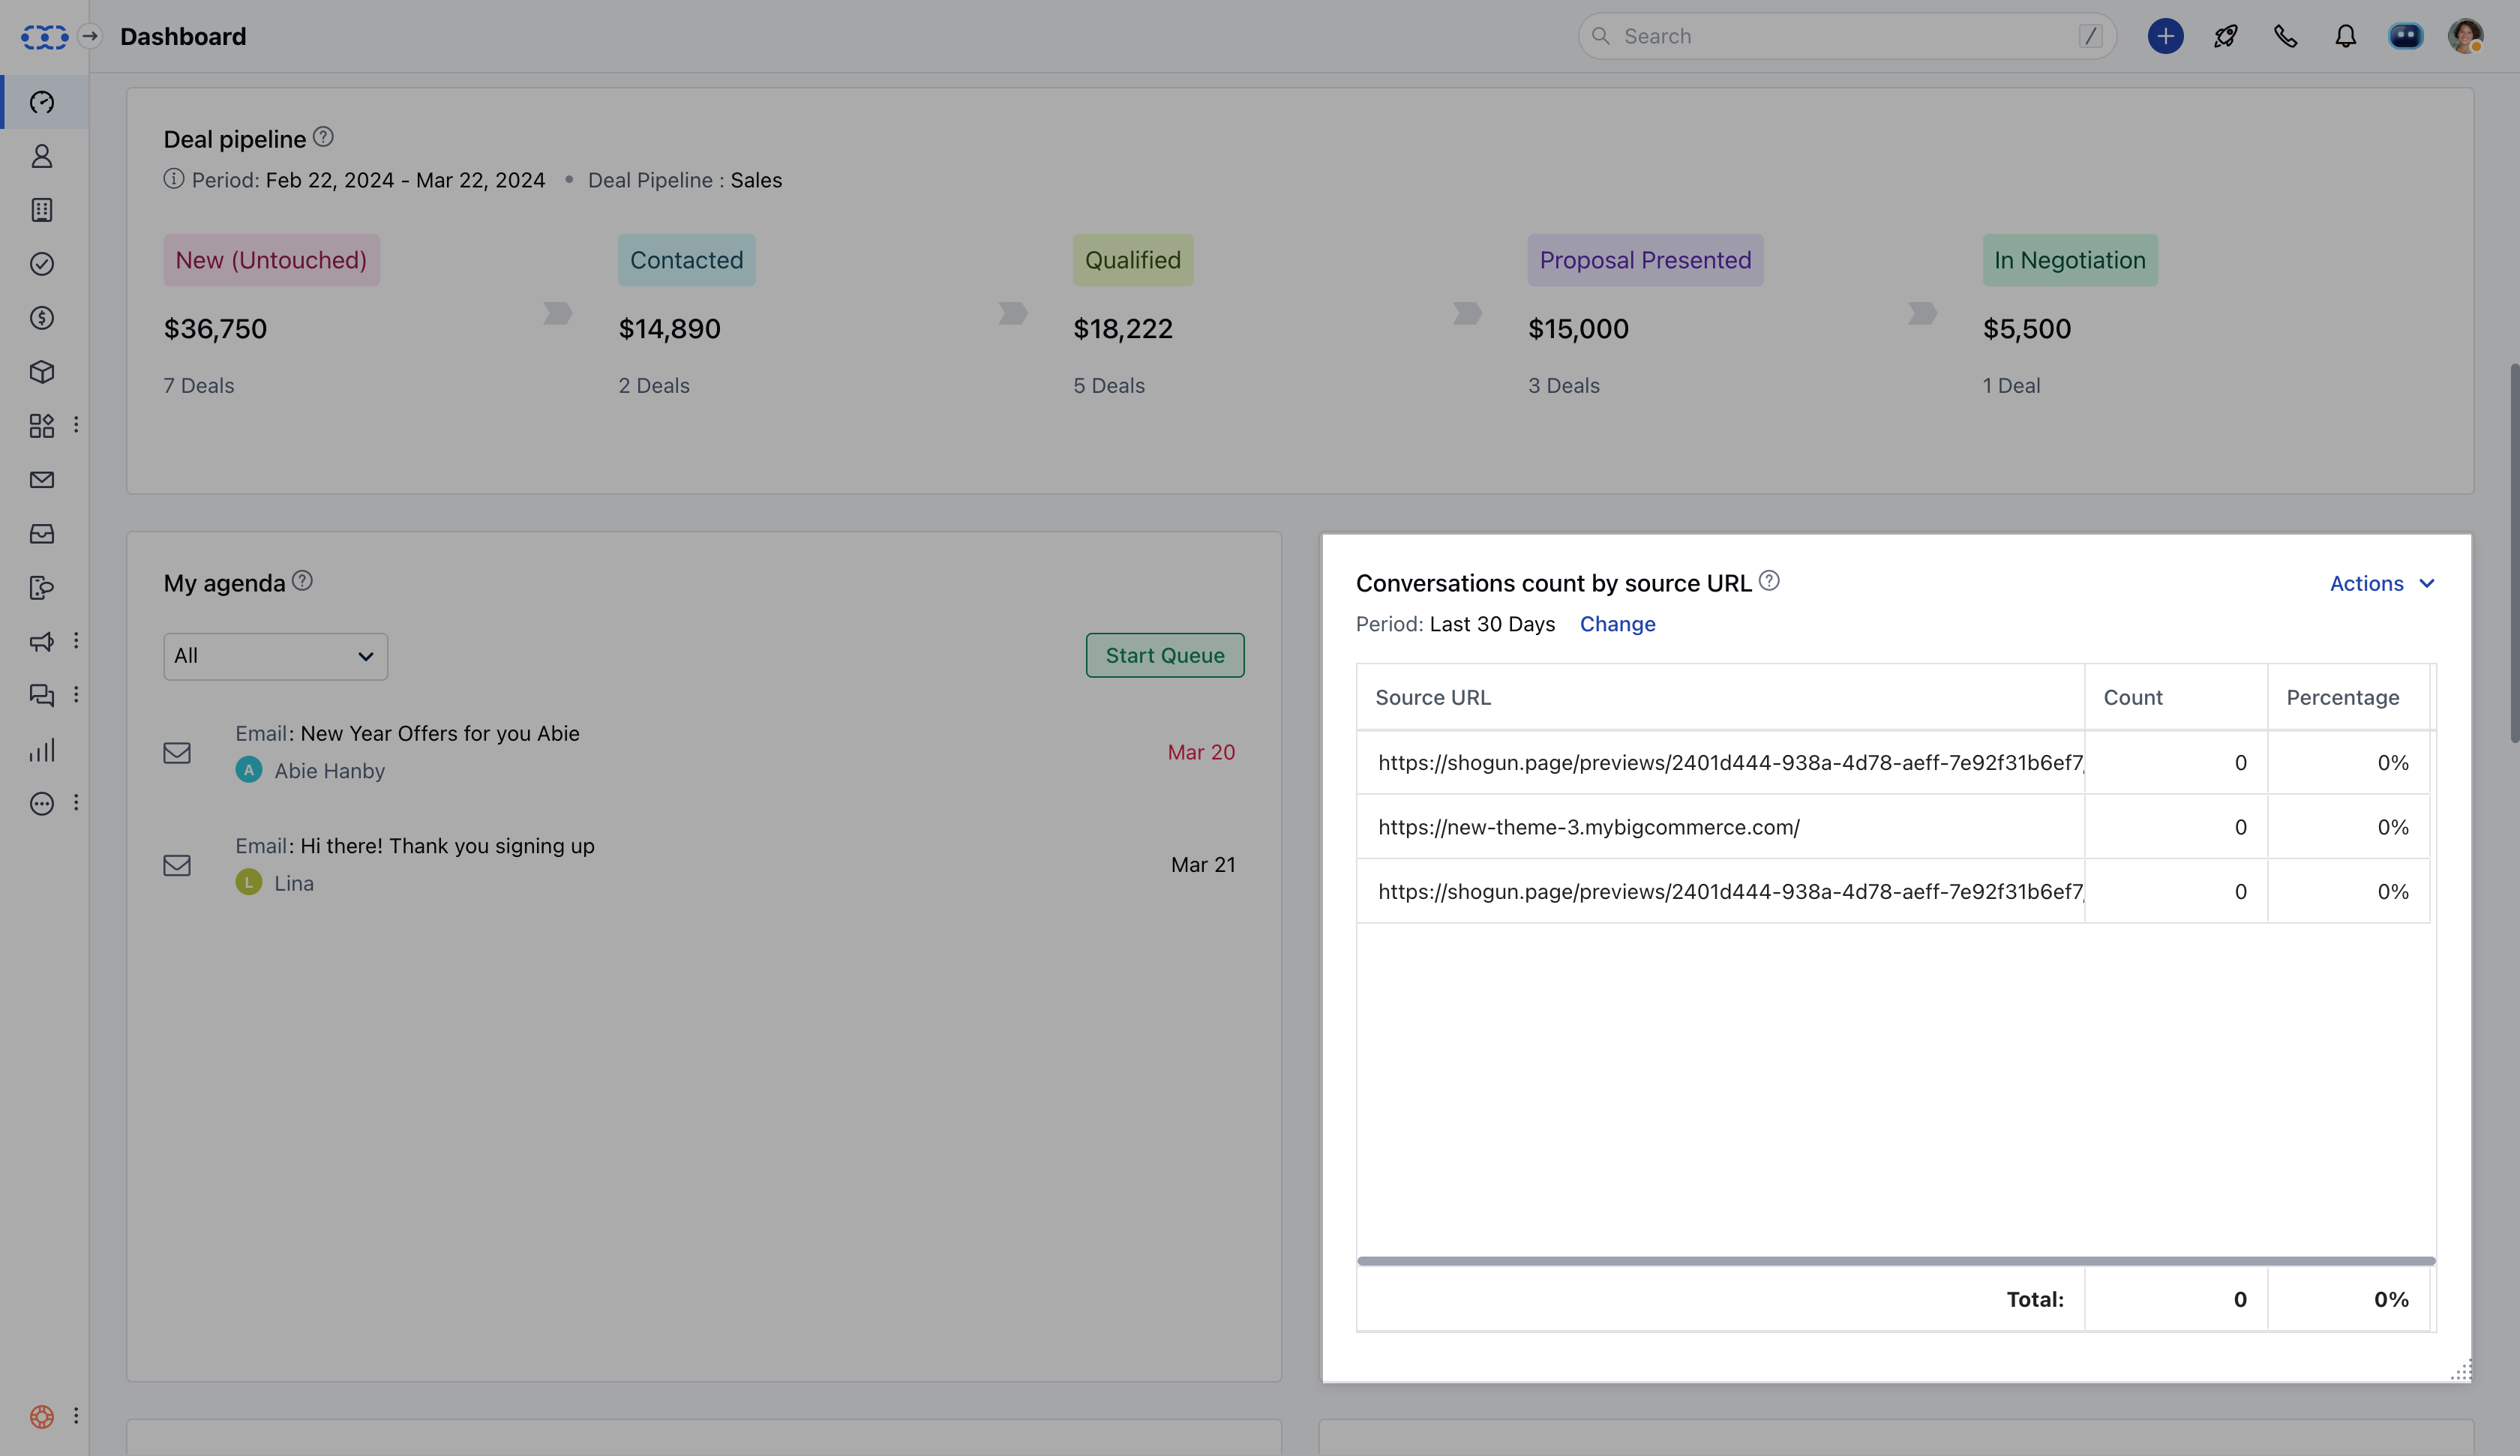 Dashboard
Search /
Deal pipeline ?
Period: Feb 22, 2024 - Mar 22, 2024 • Deal Pipeline : Sales
New (Untouched) Contacted Qualified Proposal Presented In Negotiation
$36,750 $14,890 $18,222 $15,000 $5,500
7 Deals 2 Deals 5 Deals 3 Deals 1 Deal
My agenda ?
All Start Queue
Email: New Year Offers for you Abie
A Abie Hanby
Mar 20
Email: Hi there! Thank you signing up
L Lina
Mar 21
Conversations count by source URL ? Actions
Period: Last 30 Days Change
Source URL Count Percentage
https://shogun.page/previews/2401d444-938a-4d78-aeff-7e92f31b6ef7, 0 0%
https://new-theme-3.mybigcommerce.com/ 0 0%
https://shogun.page/previews/2401d444-938a-4d78-aeff-7e92f31b6ef7, 0 0%
Total: 0 0%